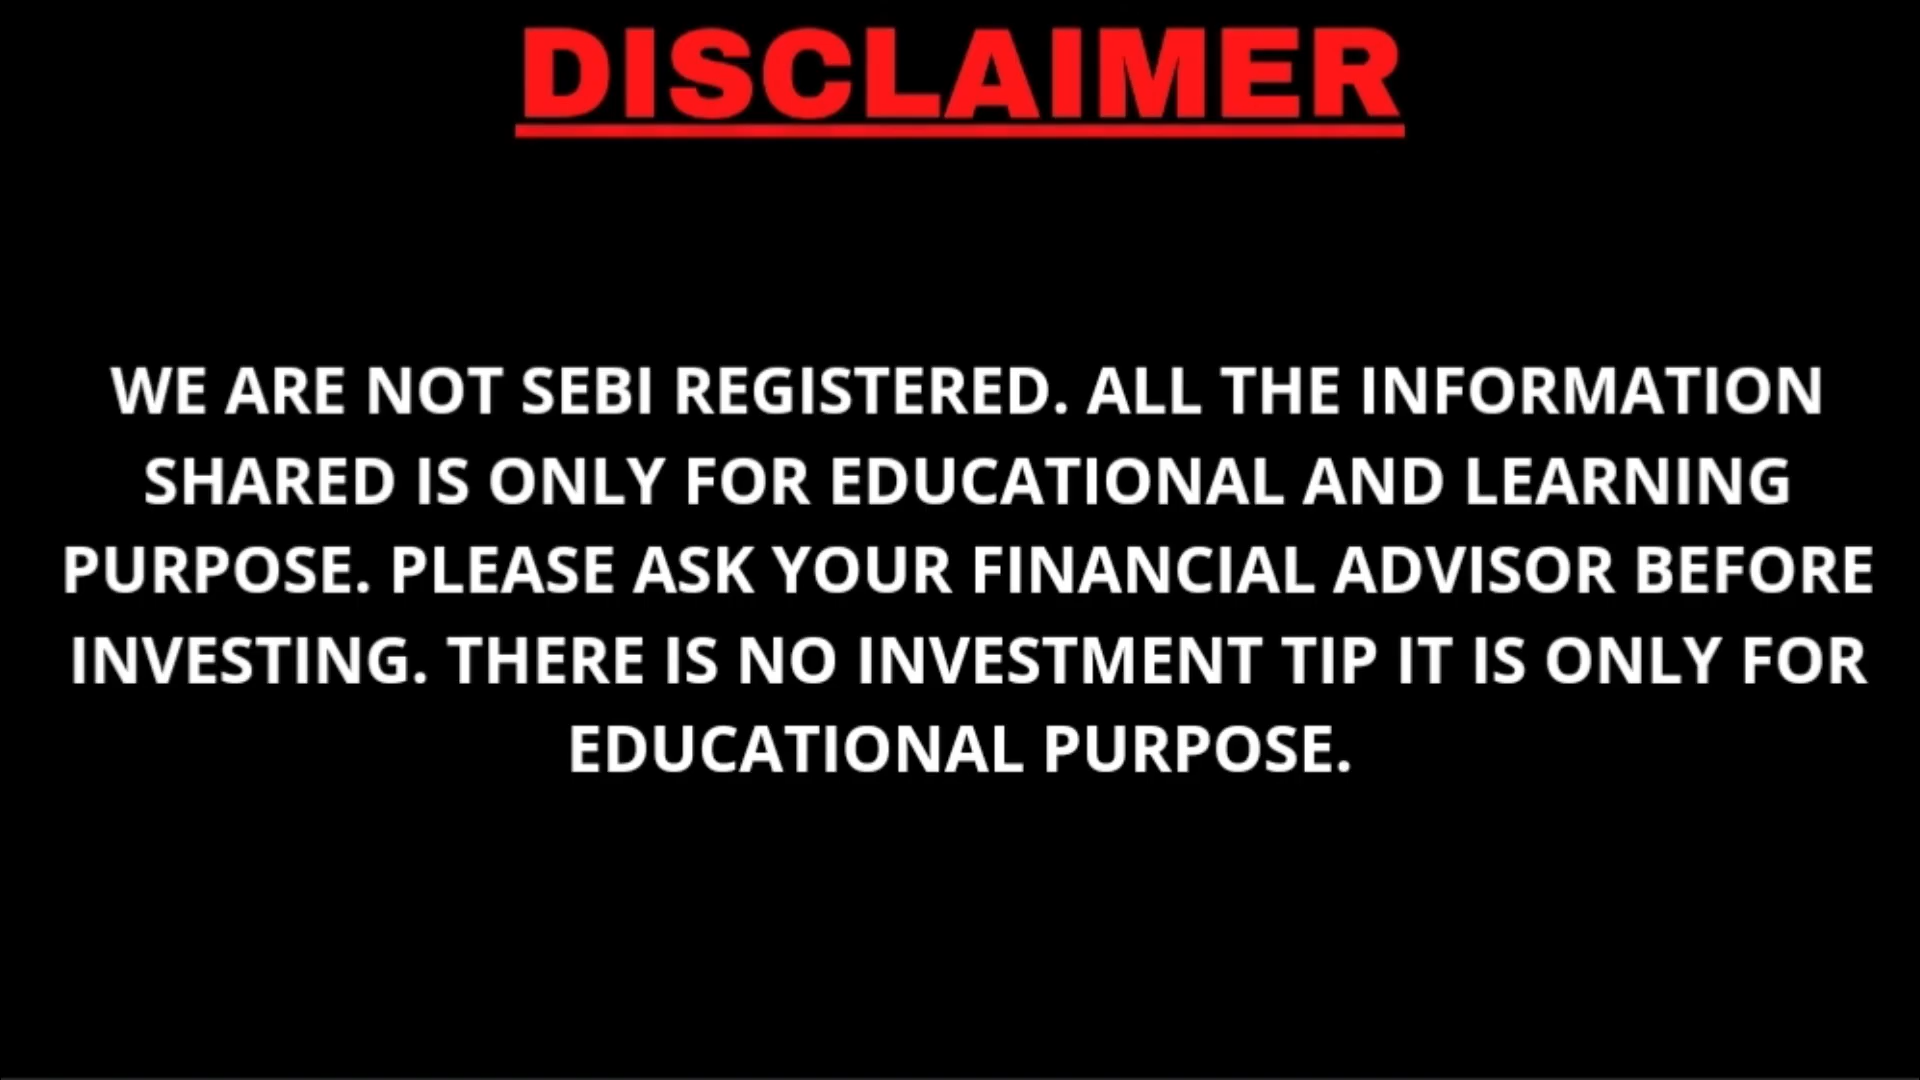 DISCLAIMER
WE ARE NOT SEBI REGISTERED. ALL THE INFORMATION
SHARED IS ONLY FOR EDUCATIONAL AND LEARNING
PURPOSE. PLEASE ASK YOUR FINANCIAL ADVISOR BEFORE
INVESTING. THERE IS NO INVESTMENT TIP IT IS ONLY FOR
EDUCATIONAL PURPOSE.